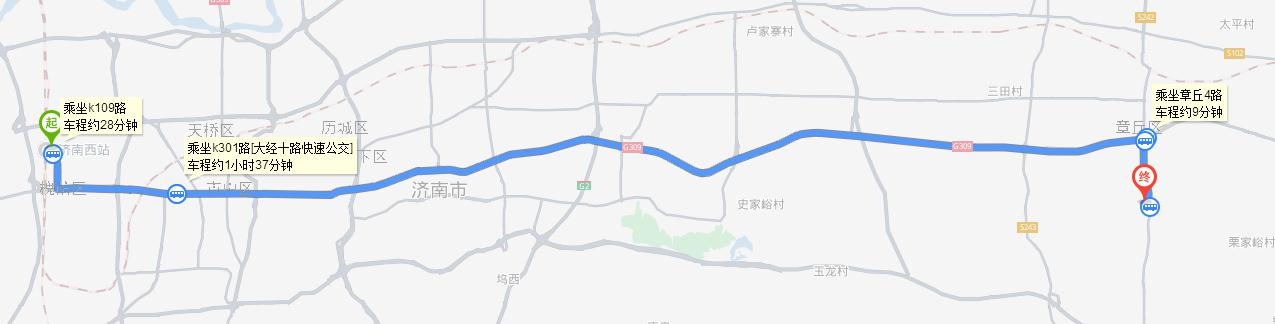 G309
S242
太平村
卢家寨村
S102
三田村
乘坐k109路
车程约28分钟
起
济南西站
天桥区
历城区
乘坐k301路[大经十路快速公交]
车程约1小时37分钟
下区
乘坐章丘4路
车程约9分钟
章丘区
G309
G309
槐荫区
市中区
济南市
G2
终
史家峪村
S243
栗家峪村
玉龙村
坞西